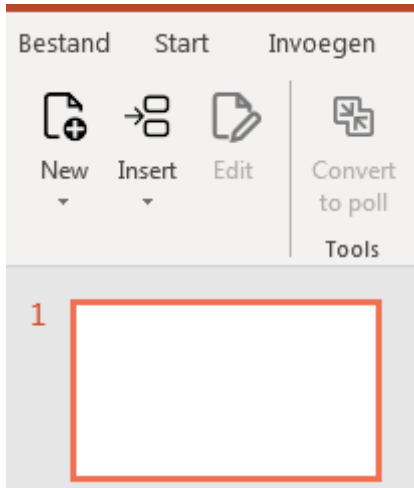 Bestand Start Invoegen
New Insert Edit Convert
to poll
Tools
1